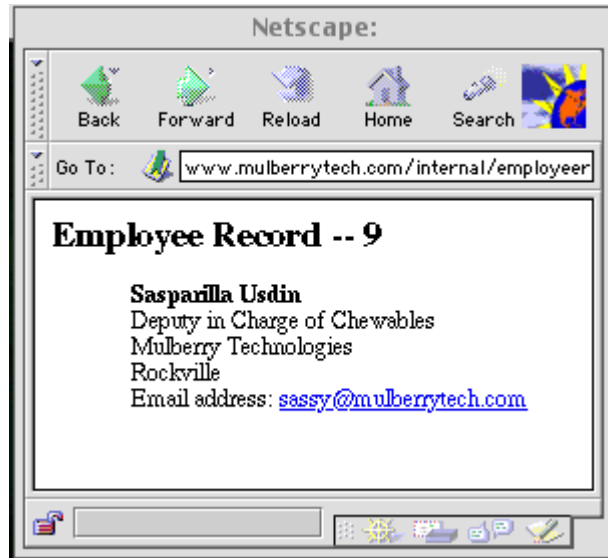 Netscape:
Back Forward Reload Home Search
Go To: www.mulberrytech.com/internal/employeer
Employee Record -- 9
Sasparilla Usdin
Deputy in Charge of Chewables
Mulberry Technologies
Rockville
Email address: sassy@mulberrytech.com